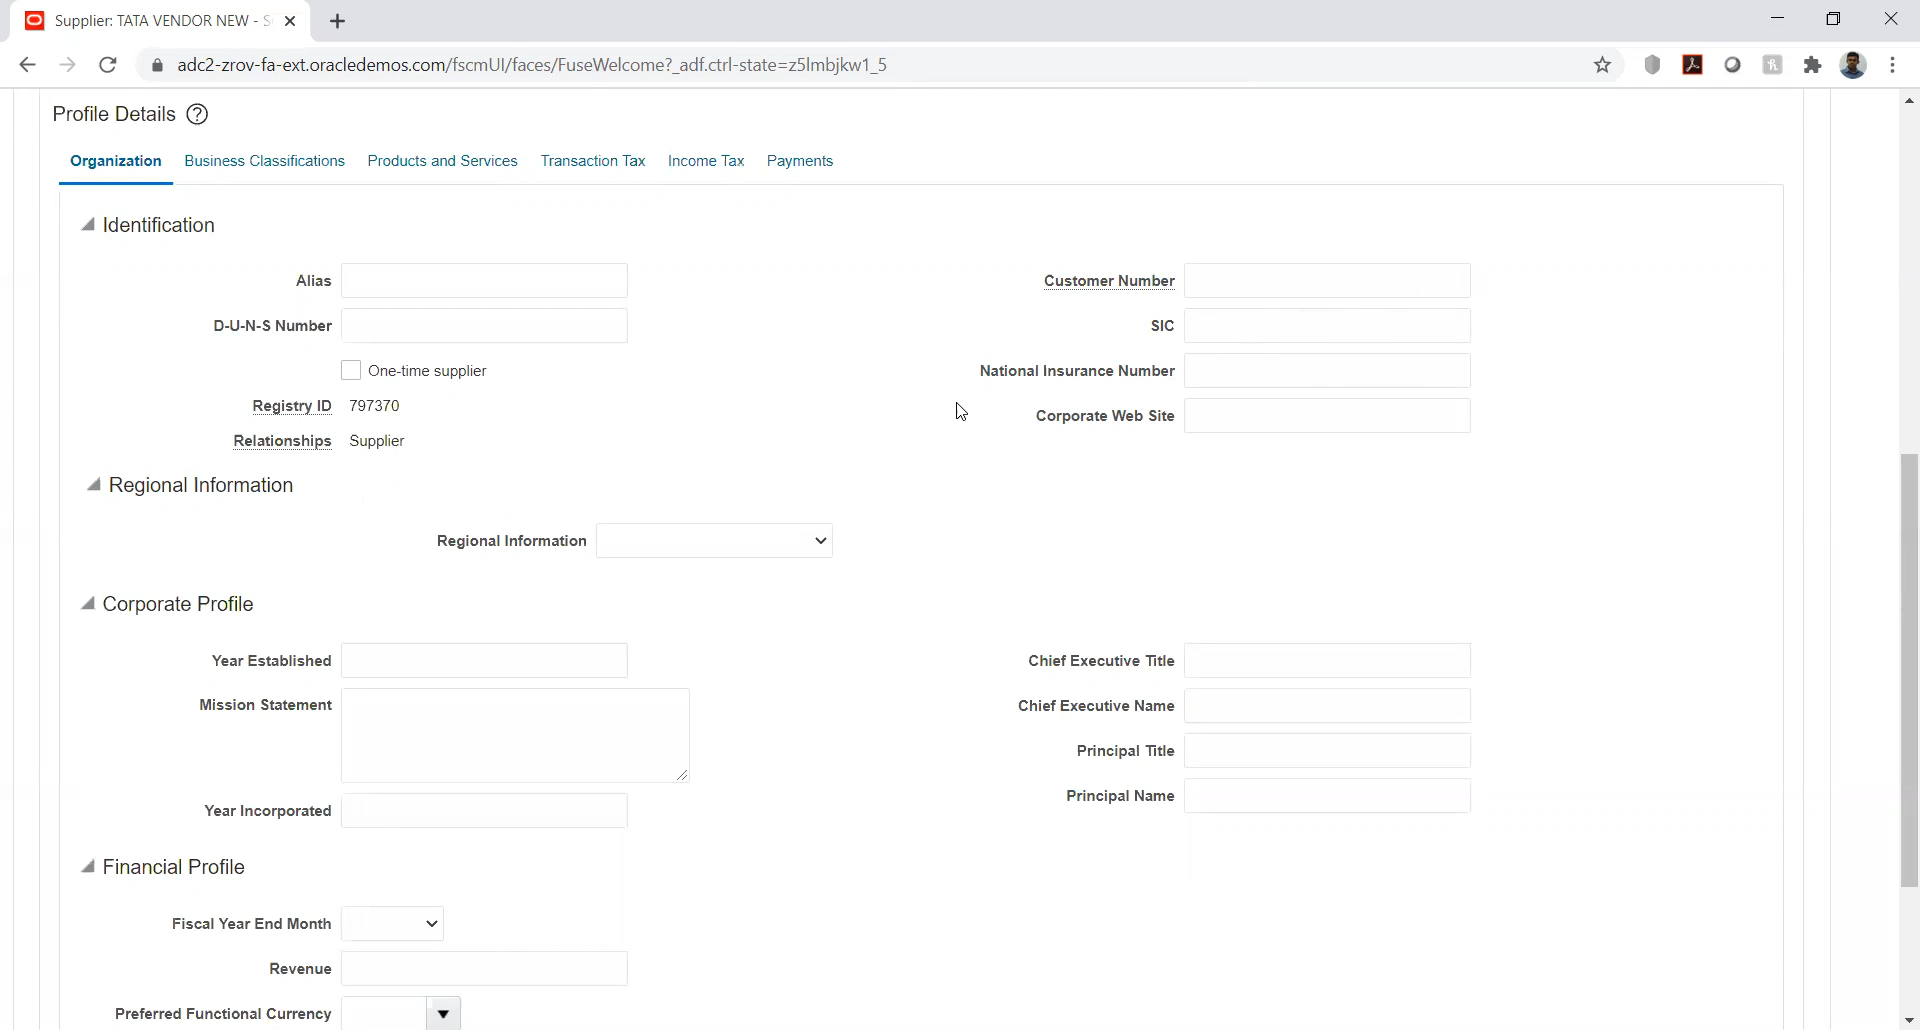 Supplier: TATA VENDOR NEW - S
adc2-zrov-fa-ext.oracledemos.com/fscmUI/faces/FuseWelcome?_adf.ctrl-state=z5lmbjkw1_5
Profile Details ?
Organization Business Classifications Products and Services Transaction Tax Income Tax Payments
Identification
Alias Customer Number
D-U-N-S Number SIC
One-time supplier National Insurance Number
Registry ID 797370 Corporate Web Site
Relationships Supplier
Regional Information
Regional Information
Corporate Profile
Year Established Chief Executive Title
Mission Statement Chief Executive Name
Principal Title
Year Incorporated Principal Name
Financial Profile
Fiscal Year End Month
Revenue
Preferred Functional Currency